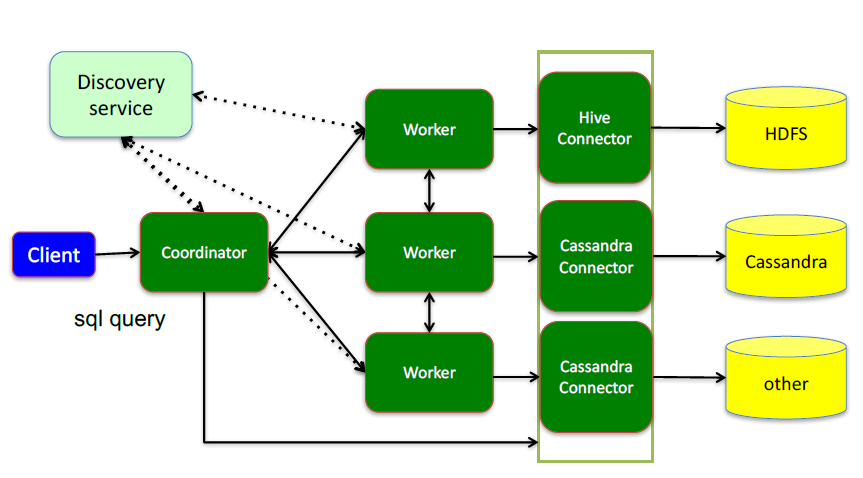 Discovery
service
Worker
Hive
Connector
HDFS
Client
Coordinator
Worker
Cassandra
Connector
Cassandra
sql query
Worker
Cassandra
Connector
other